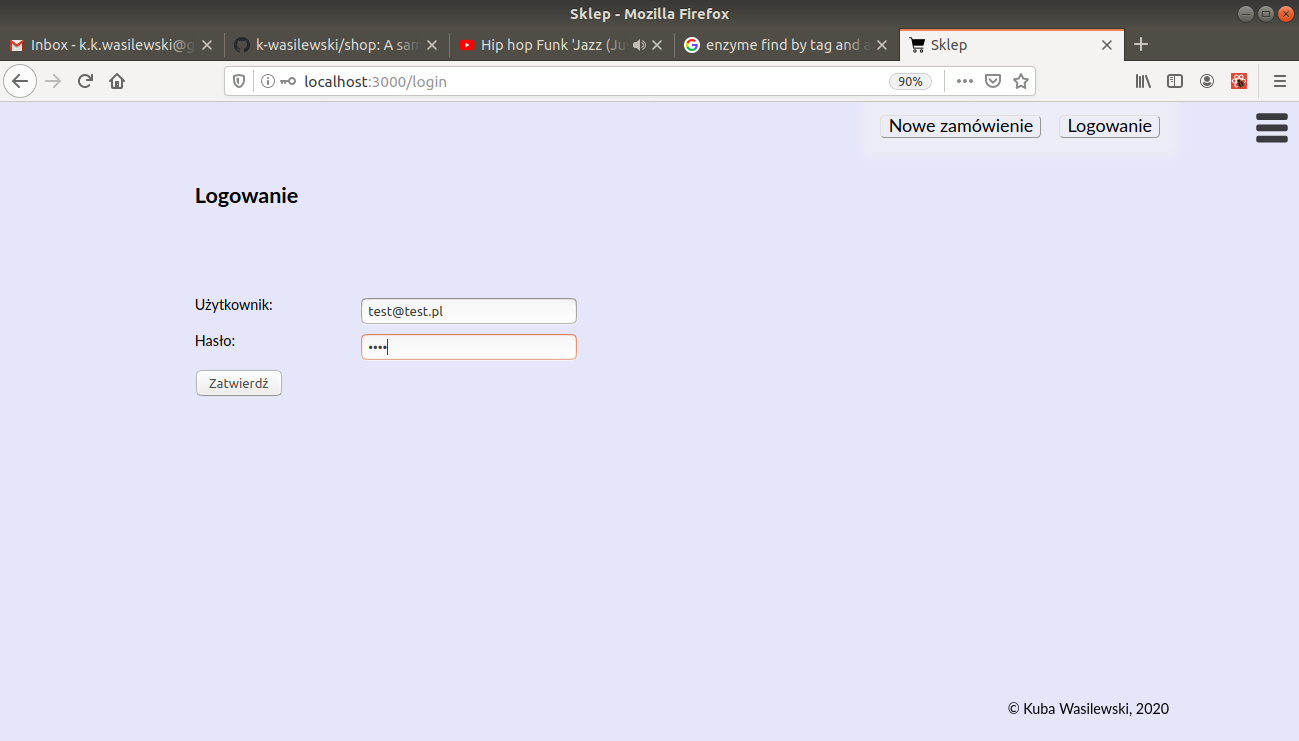 Sklep - Mozilla Firefox
Inbox - k.k.wasilewski@g
k-wasilewski/shop: A sam
Hip hop Funk 'Jazz (Ju
enzyme find by tag and a
Sklep
localhost:3000/login
90%
Nowe zamówienie
Logowanie
Logowanie
Użytkownik:
test@test.pl
Hasło:
••••
Zatwierdź
© Kuba Wasilewski, 2020